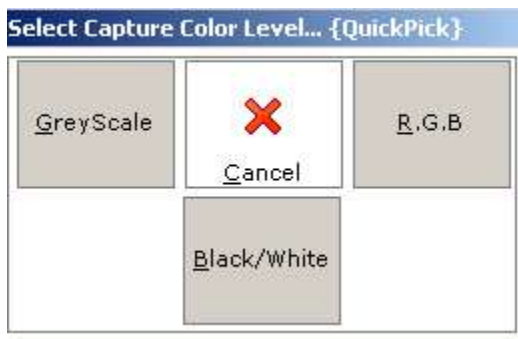 Select Capture Color Level... {QuickPick}
GreyScale
Cancel
R.G.B
Black/White